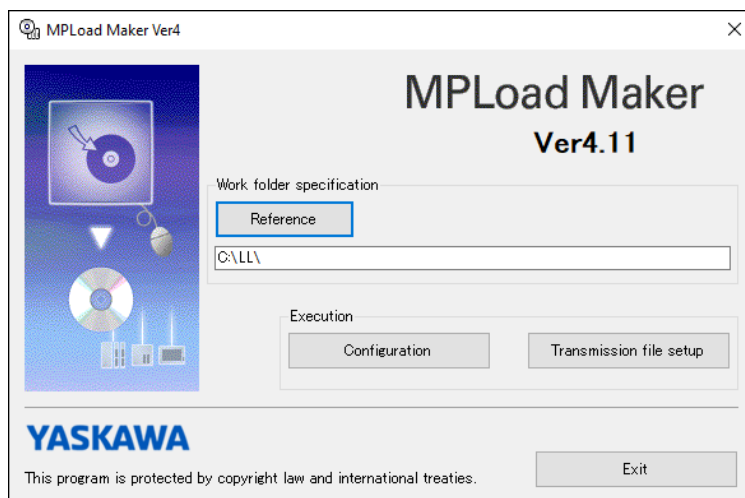 MPLoad Maker Ver4
MPLoad Maker
Ver4.11
Work folder specification
Reference
C:\LL\
Execution
Configuration
Transmission file setup
YASKAWA
This program is protected by copyright law and international treaties.
Exit